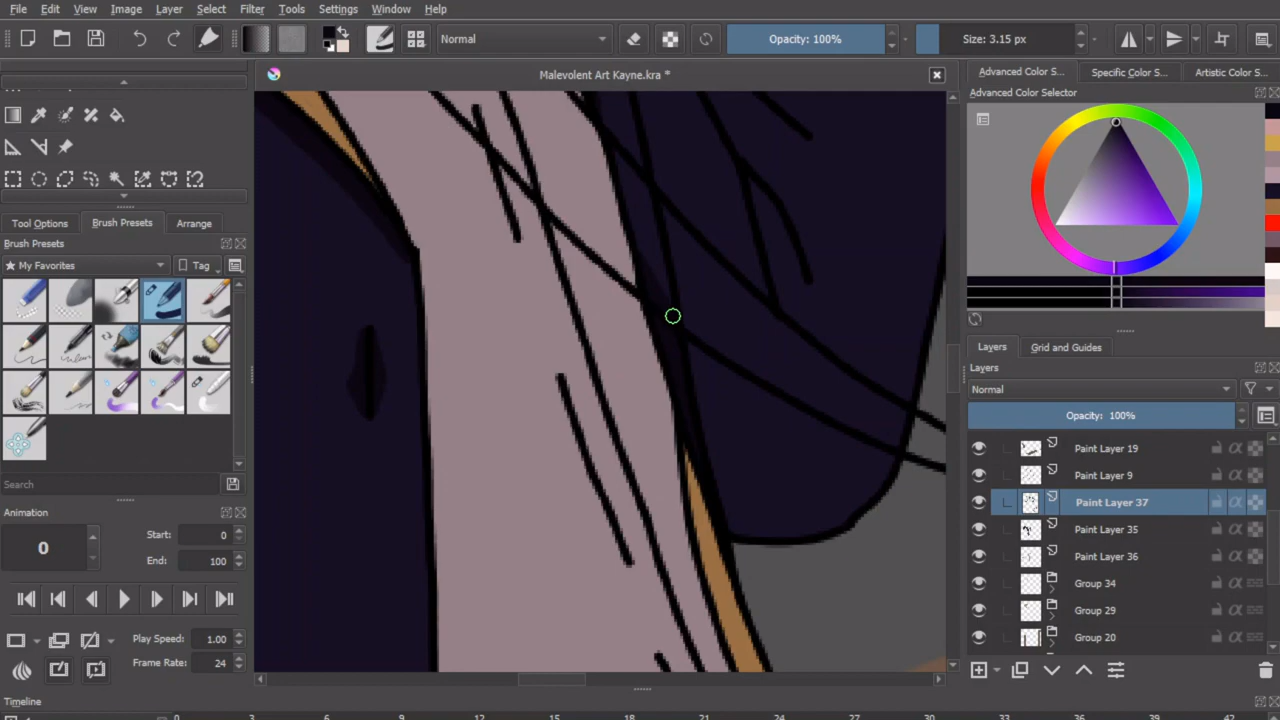 File Edit View Image Layer Select Filter Tools Settings Window Help
Normal
Opacity: 100%
Size: 3.15 px
Malevolent Art Kayne.kra *
Advanced Color S...
Specific Color S...
Artistic Color S...
Advanced Color Selector
Tool Options
Brush Presets
Arrange
Brush Presets
★ My Favorites
Tag
Search
Animation
0
Start: 0
End: 100
Play Speed: 1.00
Frame Rate: 24
Timeline
0 3 6 9 12 15 18 21 24 27 30 33 36 39 42
Layers
Grid and Guides
Layers
Normal
Opacity: 100%
Paint Layer 19
Paint Layer 9
Paint Layer 37
Paint Layer 35
Paint Layer 36
Group 34
Group 29
Group 20